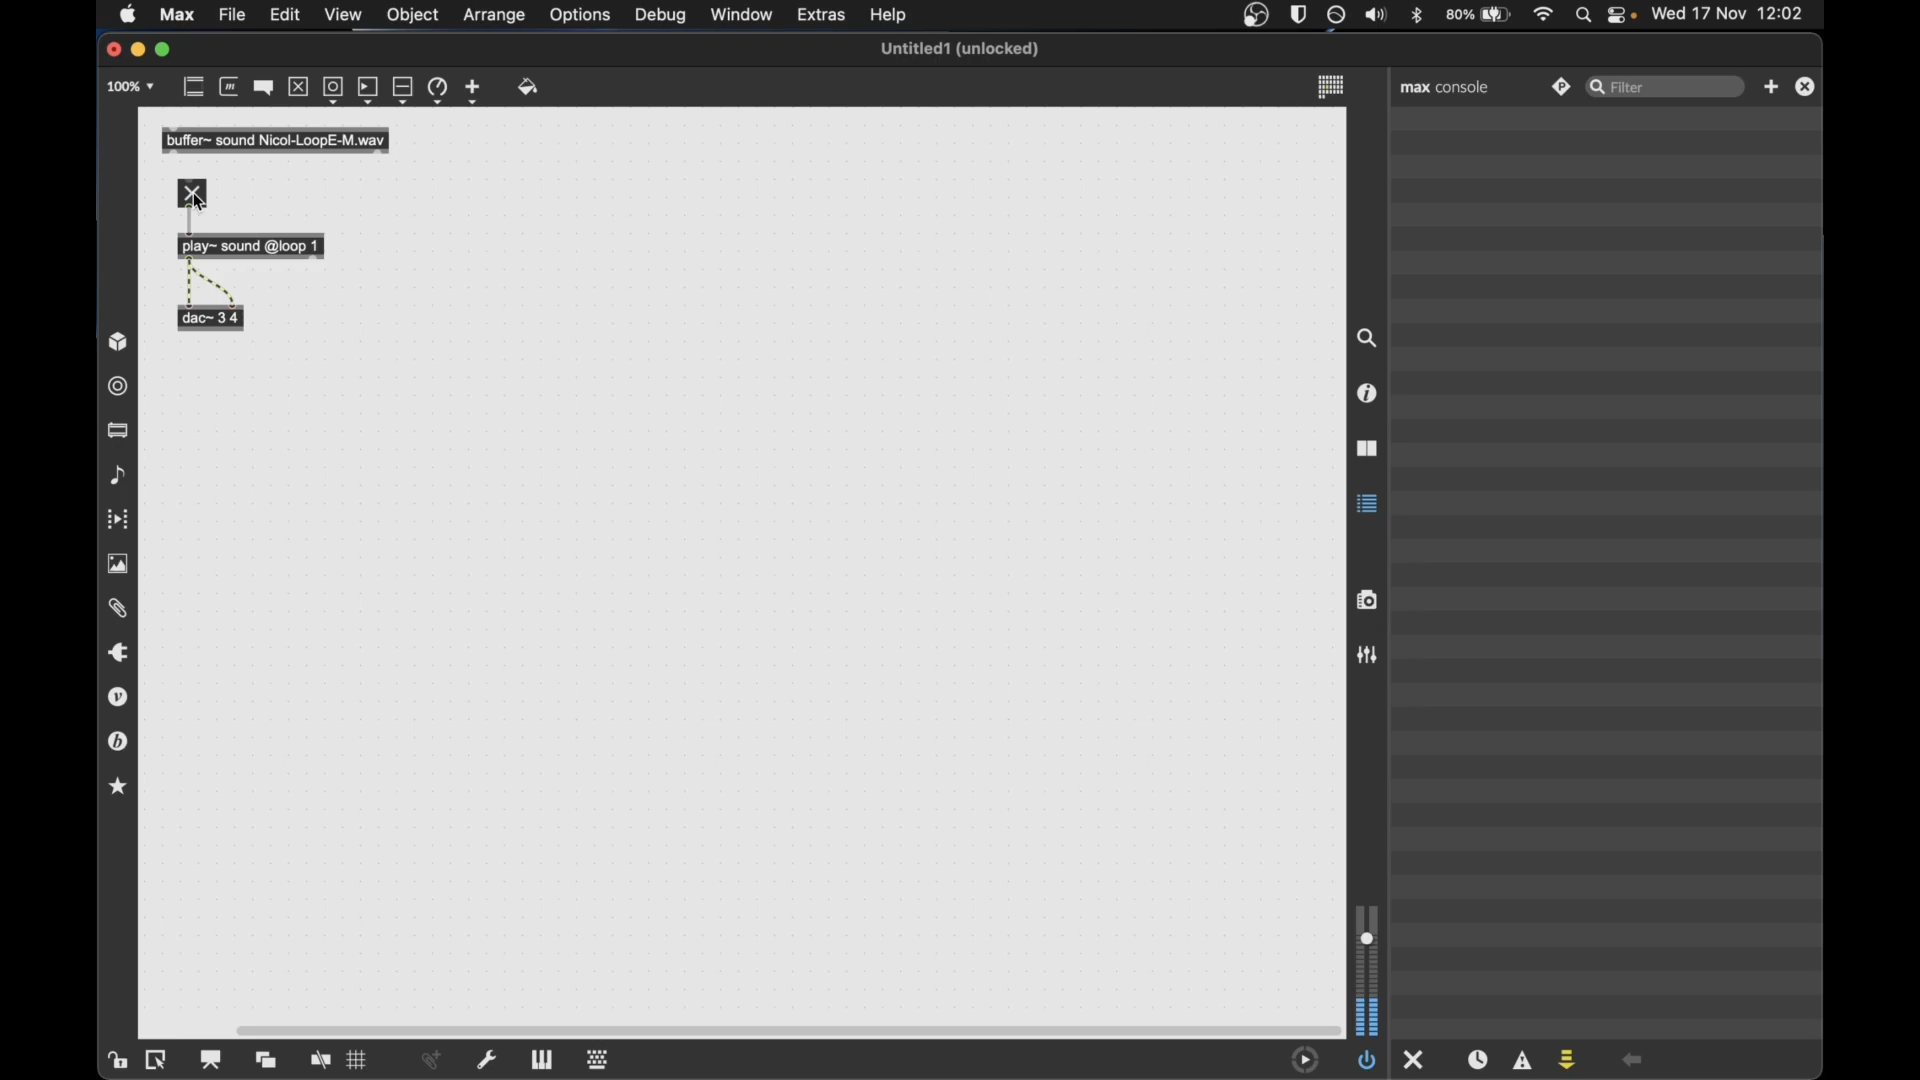 Max File Edit View Object Arrange Options Debug Window Extras Help 80% Wed 17 Nov 12:02
Untitled1 (unlocked)
100% m max console Filter
buffer~ sound Nicol-LoopE-M.wav
play~ sound @loop 1
dac~ 3 4
v
b